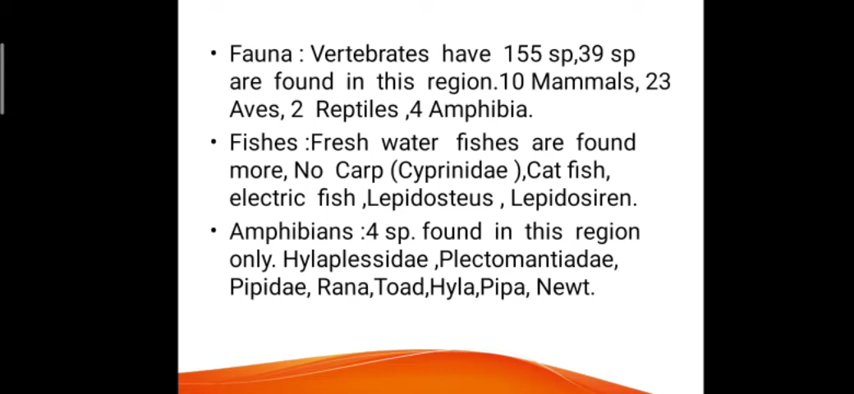 • Fauna : Vertebrates have 155 sp,39 sp
are found in this region.10 Mammals, 23
Aves, 2 Reptiles ,4 Amphibia.
• Fishes :Fresh water fishes are found
more, No Carp (Cyprinidae ),Cat fish,
electric fish ,Lepidosteus , Lepidosiren.
• Amphibians :4 sp. found in this region
only. Hylaplessidae ,Plectomantiadae,
Pipidae, Rana,Toad,Hyla,Pipa, Newt.